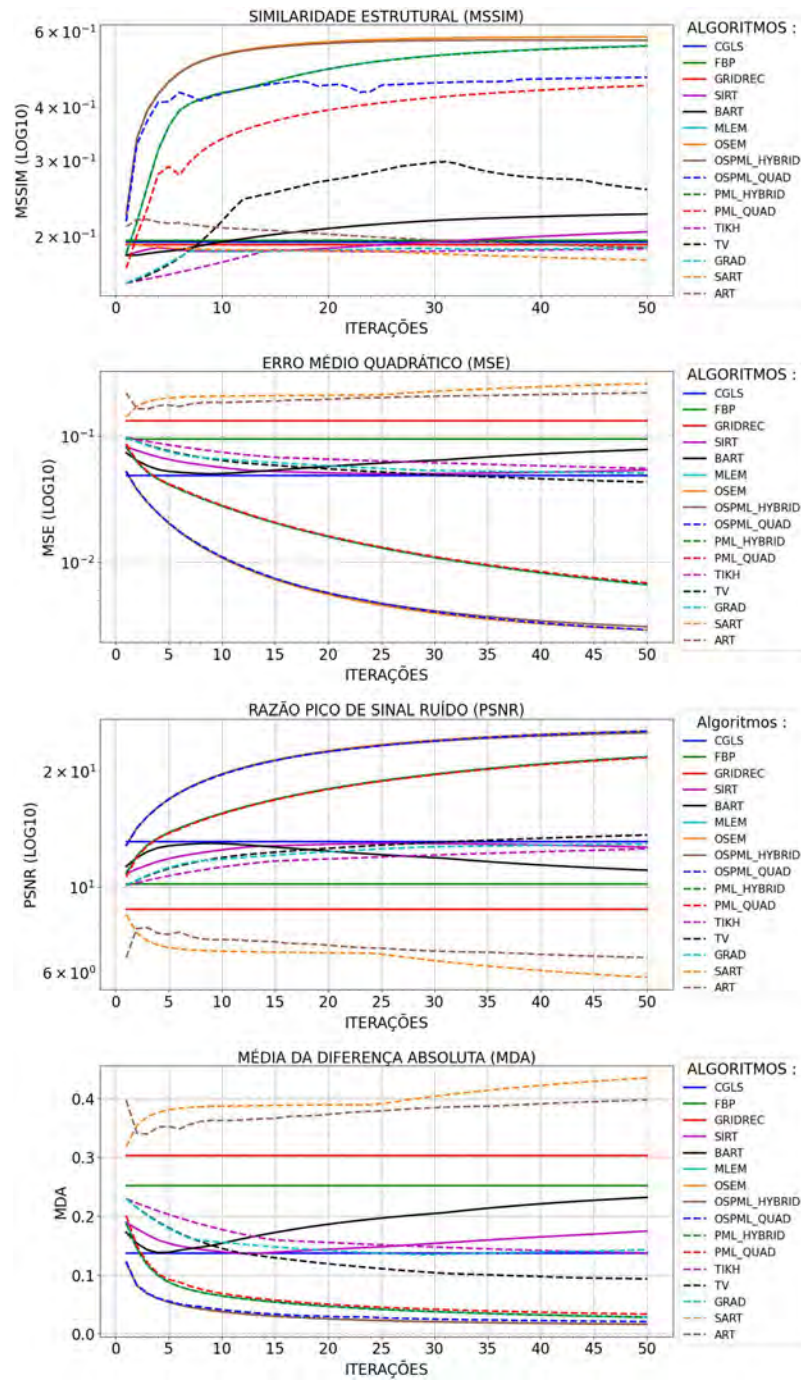 SIMILARIDADE ESTRUTURAL (MSSIM)
6 × 10⁻¹
4 × 10⁻¹
3 × 10⁻¹
2 × 10⁻¹
MSSIM (LOG10)
0 10 20 30 40 50
ITERAÇÕES
ALGORITMOS :
CGLS
FBP
GRIDREC
SIRT
BART
MLEM
OSEM
OSPML_HYBRID
OSPML_QUAD
PML_HYBRID
PML_QUAD
TIKH
TV
GRAD
SART
ART
ERRO MÉDIO QUADRÁTICO (MSE)
10⁻¹
10⁻²
MSE (LOG10)
0 5 10 15 20 25 30 35 40 45 50
ITERAÇÕES
ALGORITMOS :
CGLS
FBP
GRIDREC
SIRT
BART
MLEM
OSEM
OSPML_HYBRID
OSPML_QUAD
PML_HYBRID
PML_QUAD
TIKH
TV
GRAD
SART
ART
RAZÃO PICO DE SINAL RUÍDO (PSNR)
2 × 10¹
10¹
6 × 10⁰
PSNR (LOG10)
0 5 10 15 20 25 30 35 40 45 50
ITERAÇÕES
Algoritmos :
CGLS
FBP
GRIDREC
SIRT
BART
MLEM
OSEM
OSPML_HYBRID
OSPML_QUAD
PML_HYBRID
PML_QUAD
TIKH
TV
GRAD
SART
ART
MÉDIA DA DIFERENÇA ABSOLUTA (MDA)
0.4
0.3
0.2
0.1
0.0
MDA
0 5 10 15 20 25 30 35 40 45 50
ITERAÇÕES
ALGORITMOS :
CGLS
FBP
GRIDREC
SIRT
BART
MLEM
OSEM
OSPML_HYBRID
OSPML_QUAD
PML_HYBRID
PML_QUAD
TIKH
TV
GRAD
SART
ART